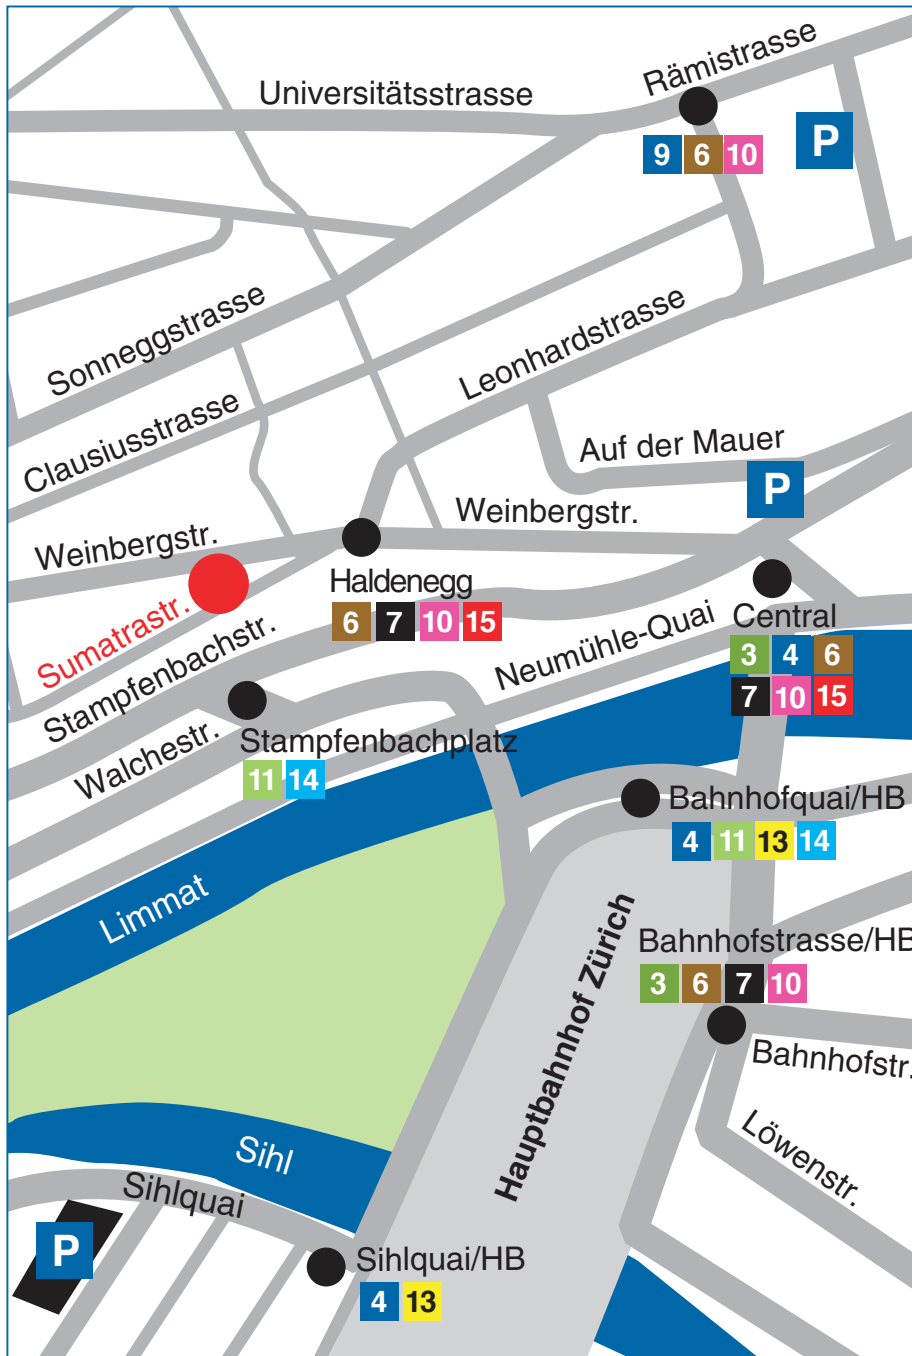 Rämistrasse
Universitätsstrasse
9 6 10
P
Sonneggstrasse
Leonhardstrasse
Clausiusstrasse
Auf der Mauer
P
Weinbergstr.
Weinbergstr.
Haldenegg
6 7 10 15
Sumatrastr.
Stampfenbachstr.
Neumühle-Quai
Central
3 4 6
7 10 15
Walchestr.
Stampfenbachplatz
11 14
Bahnhofquai/HB
4 11 13 14
Limmat
Hauptbahnhof Zürich
Bahnhofstrasse/HB
3 6 7 10
Bahnhofstr.
Löwenstr.
Sihl
Sihlquai
P
Sihlquai/HB
4 13